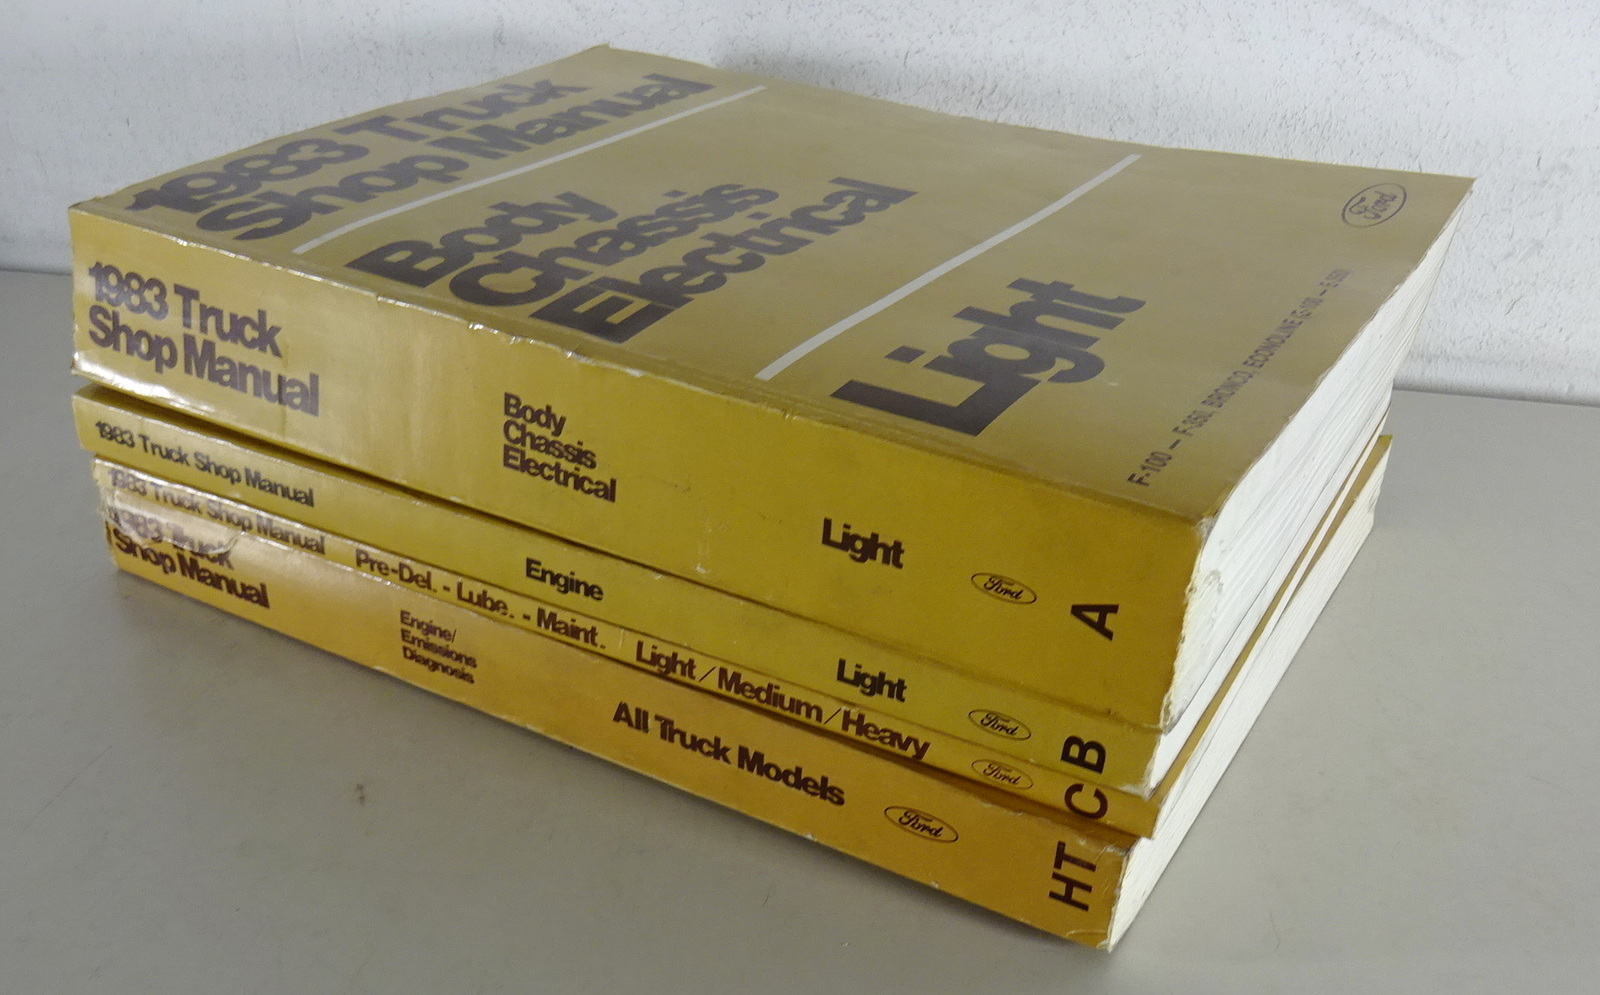 1983 Truck
Shop Manual
Body
Chassis
Electrical
Light
Ford
F-100 – F-350, BRONCO, ECONOLINE (E-100 – E-350)
1983 Truck
Shop Manual
Body
Chassis
Electrical
Light
Ford
A
1983 Truck Shop Manual
Engine
Light
Ford
B
1983 Truck Shop Manual
Pre-Del. - Lube. - Maint.
Light / Medium / Heavy
Ford
C
1983 Truck
Shop Manual
Engine/
Emissions
Diagnosis
All Truck Models
Ford
HT